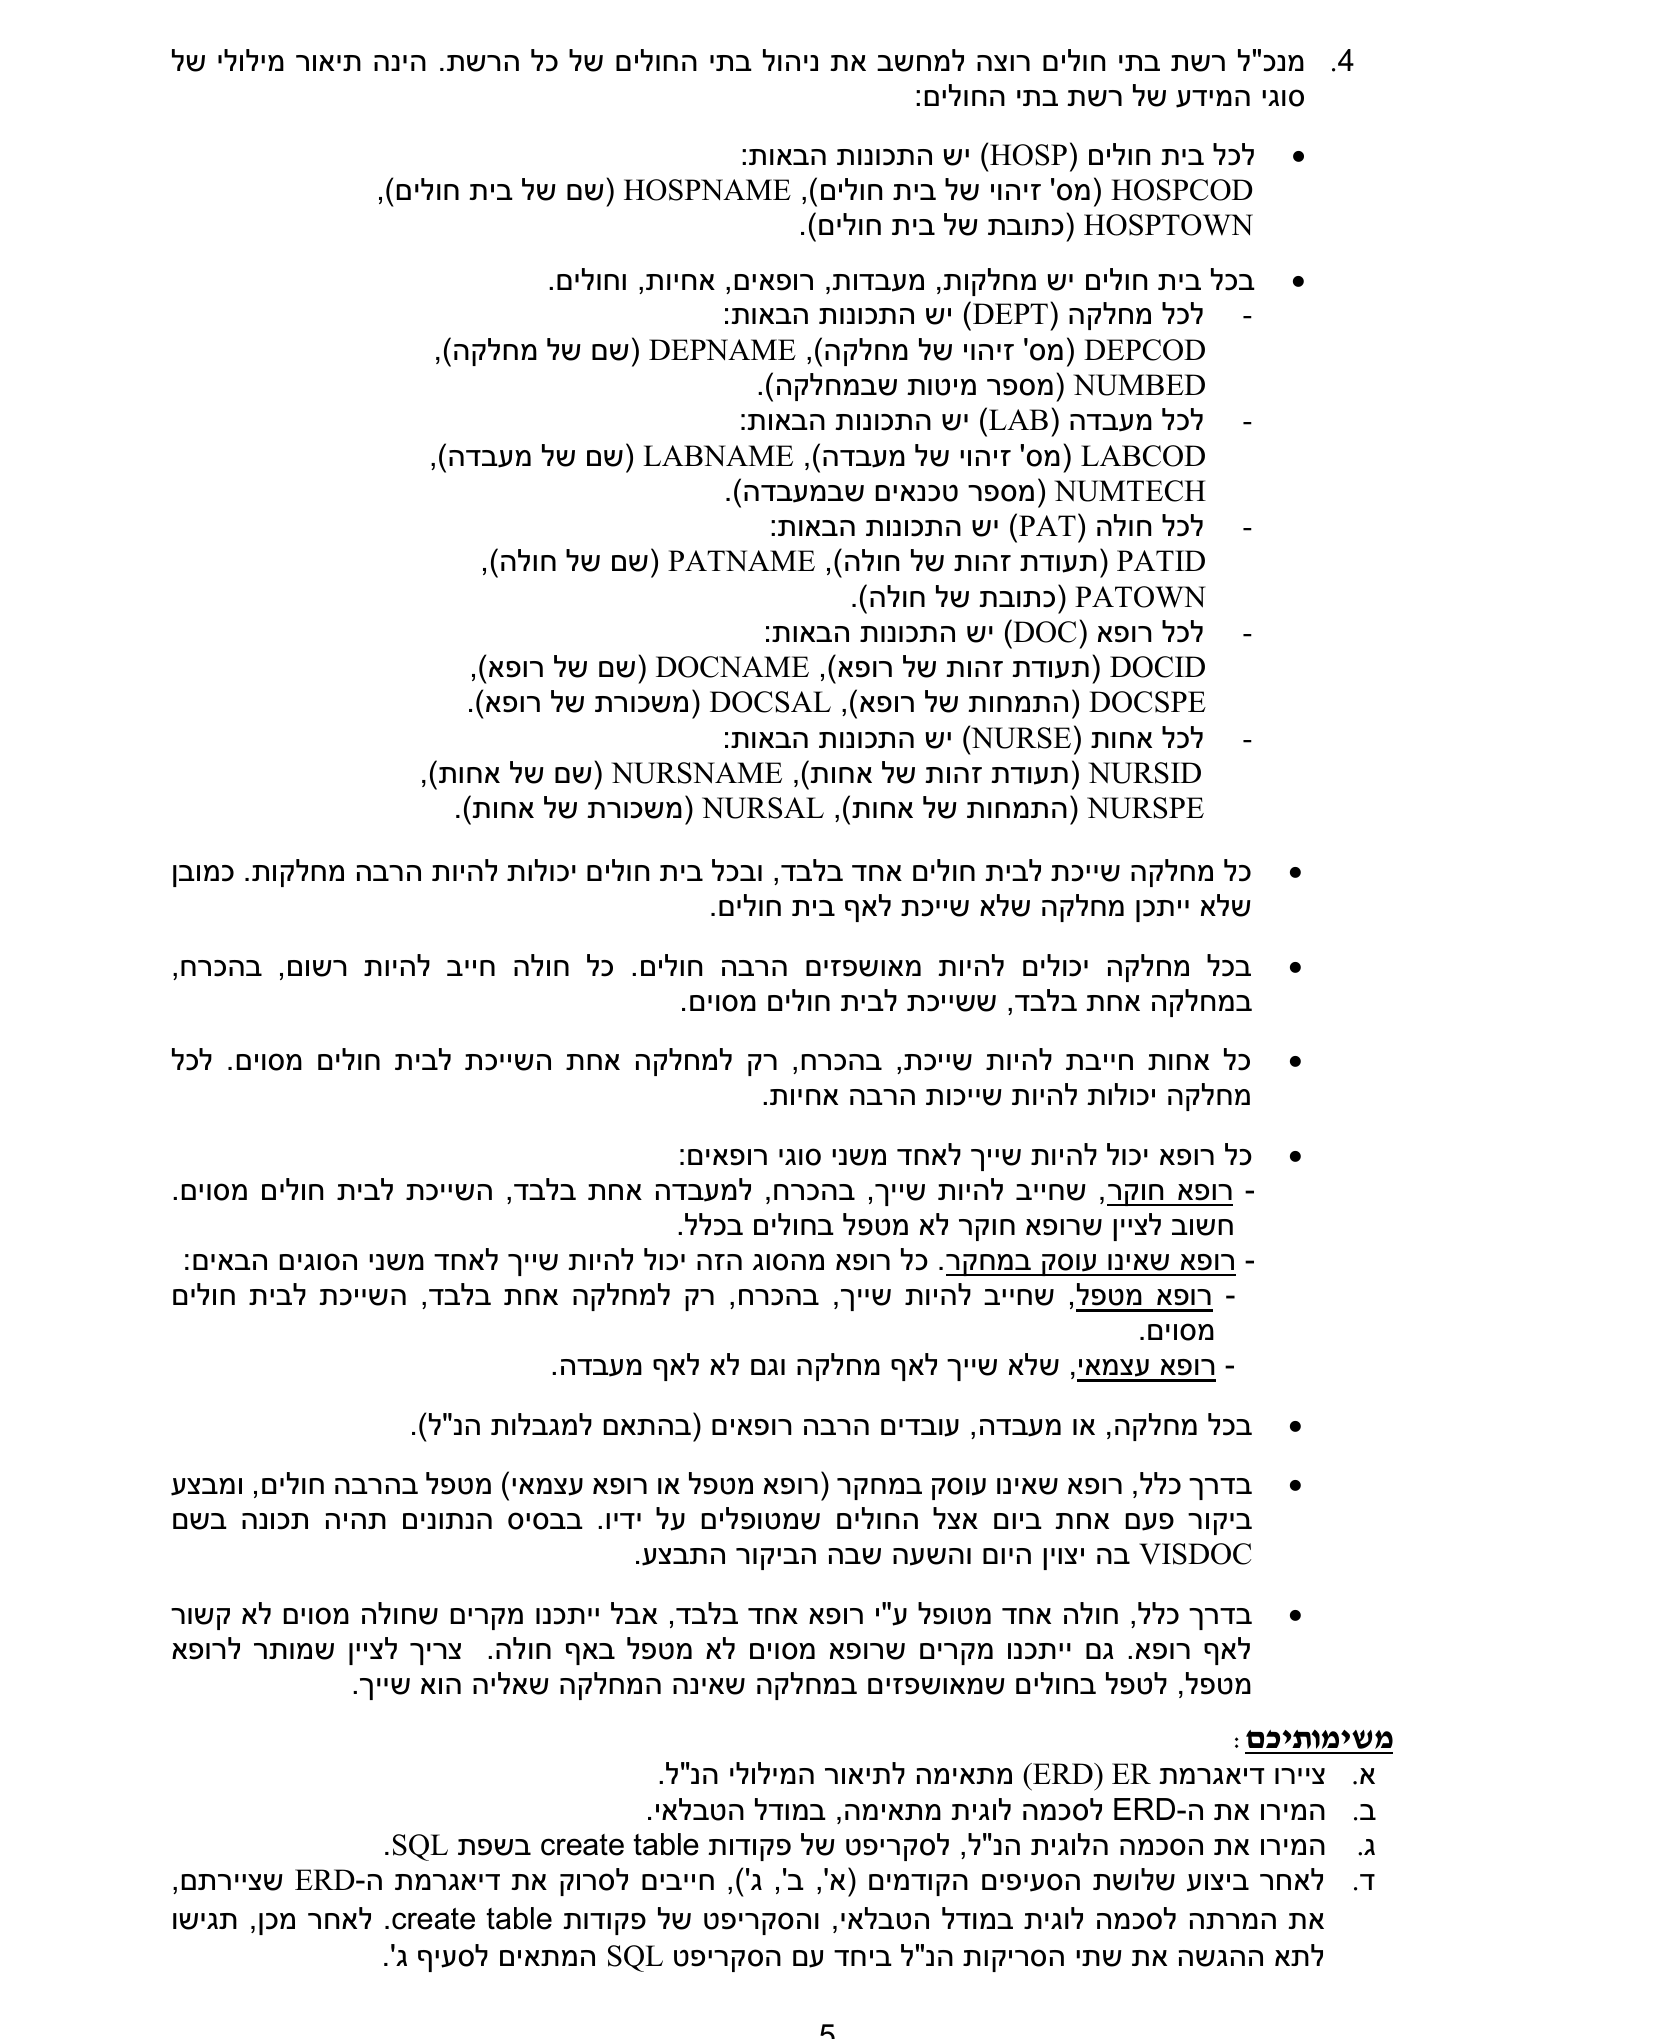 4. מנכ"ל רשת בתי חולים רוצה למחשב את ניהול בתי החולים של כל הרשת. הינה תיאור מילולי של
סוגי המידע של רשת בתי החולים:
• לכל בית חולים (HOSP) יש התכונות הבאות:
HOSPCOD (מס' זיהוי של בית חולים), HOSPNAME (שם של בית חולים),
HOSPTOWN (כתובת של בית חולים).
• בכל בית חולים יש מחלקות, מעבדות, רופאים, אחיות, וחולים.
- לכל מחלקה (DEPT) יש התכונות הבאות:
DEPCOD (מס' זיהוי של מחלקה), DEPNAME (שם של מחלקה),
NUMBED (מספר מיטות שבמחלקה).
- לכל מעבדה (LAB) יש התכונות הבאות:
LABCOD (מס' זיהוי של מעבדה), LABNAME (שם של מעבדה),
NUMTECH (מספר טכנאים שבמעבדה).
- לכל חולה (PAT) יש התכונות הבאות:
PATID (תעודת זהות של חולה), PATNAME (שם של חולה),
PATOWN (כתובת של חולה).
- לכל רופא (DOC) יש התכונות הבאות:
DOCID (תעודת זהות של רופא), DOCNAME (שם של רופא),
DOCSPE (התמחות של רופא), DOCSAL (משכורת של רופא).
- לכל אחות (NURSE) יש התכונות הבאות:
NURSID (תעודת זהות של אחות), NURSNAME (שם של אחות),
NURSPE (התמחות של אחות), NURSAL (משכורת של אחות).
• כל מחלקה שייכת לבית חולים אחד בלבד, ובכל בית חולים יכולות להיות הרבה מחלקות. כמובן
שלא ייתכן מחלקה שלא שייכת לאף בית חולים.
• בכל מחלקה יכולים להיות מאושפזים הרבה חולים. כל חולה חייב להיות רשום, בהכרח,
במחלקה אחת בלבד, ששייכת לבית חולים מסוים.
• כל אחות חייבת להיות שייכת, בהכרח, רק למחלקה אחת השייכת לבית חולים מסוים. לכל
מחלקה יכולות להיות שייכות הרבה אחיות.
• כל רופא יכול להיות שייך לאחד משני סוגי רופאים:
- רופא חוקר, שחייב להיות שייך, בהכרח, למעבדה אחת בלבד, השייכת לבית חולים מסוים.
חשוב לציין שרופא חוקר לא מטפל בחולים בכלל.
- רופא שאינו עוסק במחקר. כל רופא מהסוג הזה יכול להיות שייך לאחד משני הסוגים הבאים:
- רופא מטפל, שחייב להיות שייך, בהכרח, רק למחלקה אחת בלבד, השייכת לבית חולים
מסוים.
- רופא עצמאי, שלא שייך לאף מחלקה וגם לא לאף מעבדה.
• בכל מחלקה, או מעבדה, עובדים הרבה רופאים (בהתאם למגבלות הנ"ל).
• בדרך כלל, רופא שאינו עוסק במחקר (רופא מטפל או רופא עצמאי) מטפל בהרבה חולים, ומבצע
ביקור פעם אחת ביום אצל החולים שמטופלים על ידיו. בבסיס הנתונים תהיה תכונה בשם
VISDOC בה יצוין היום והשעה שבה הביקור התבצע.
• בדרך כלל, חולה אחד מטופל ע"י רופא אחד בלבד, אבל ייתכנו מקרים שחולה מסוים לא קשור
לאף רופא. גם ייתכנו מקרים שרופא מסוים לא מטפל באף חולה. צריך לציין שמותר לרופא
מטפל, לטפל בחולים שמאושפזים במחלקה שאינה המחלקה שאליה הוא שייך.
משימותיכם:
א. ציירו דיאגרמת ER (ERD) מתאימה לתיאור המילולי הנ"ל.
ב. המירו את ה-ERD לסכמה לוגית מתאימה, במודל הטבלאי.
ג. המירו את הסכמה הלוגית הנ"ל, לסקריפט של פקודות create table בשפת SQL.
ד. לאחר ביצוע שלושת הסעיפים הקודמים (א', ב', ג'), חייבים לסרוק את דיאגרמת ה-ERD שציירתם,
את המרתה לסכמה לוגית במודל הטבלאי, והסקריפט של פקודות create table. לאחר מכן, תגישו
לתא ההגשה את שתי הסריקות הנ"ל ביחד עם הסקריפט SQL המתאים לסעיף ג'.
5